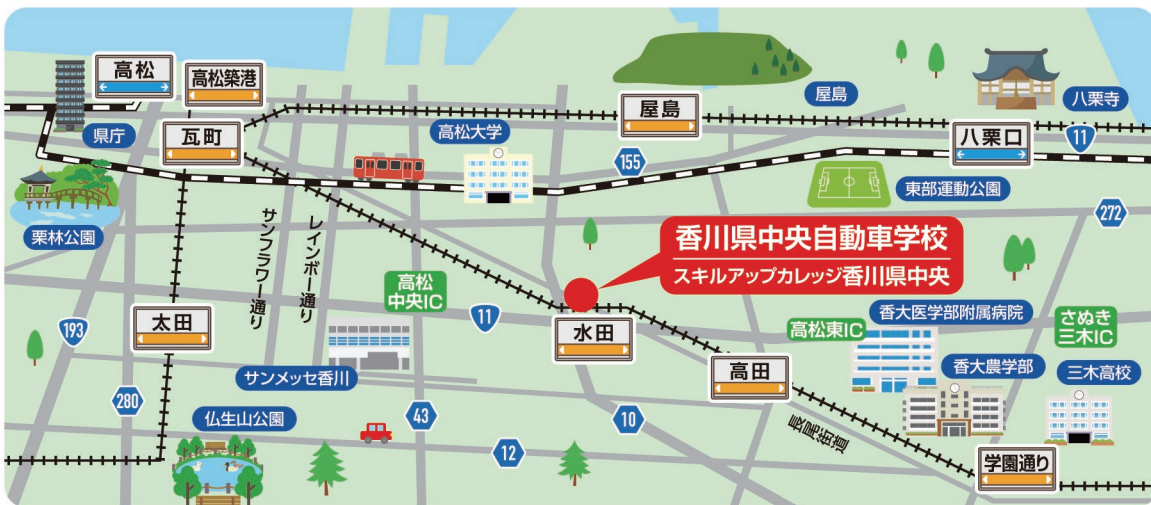 高松
高松築港
県庁
瓦町
高松大学
屋島
屋島
八栗寺
八栗口
11
155
東部運動公園
栗林公園
272
サンフラワー通り
レインボー通り
香川県中央自動車学校
スキルアップカレッジ香川県中央
高松
中央IC
11
193
太田
水田
高松東IC
香大医学部附属病院
さぬき
三木IC
サンメッセ香川
高田
香大農学部
三木高校
280
仏生山公園
43
10
長尾街道
12
学園通り